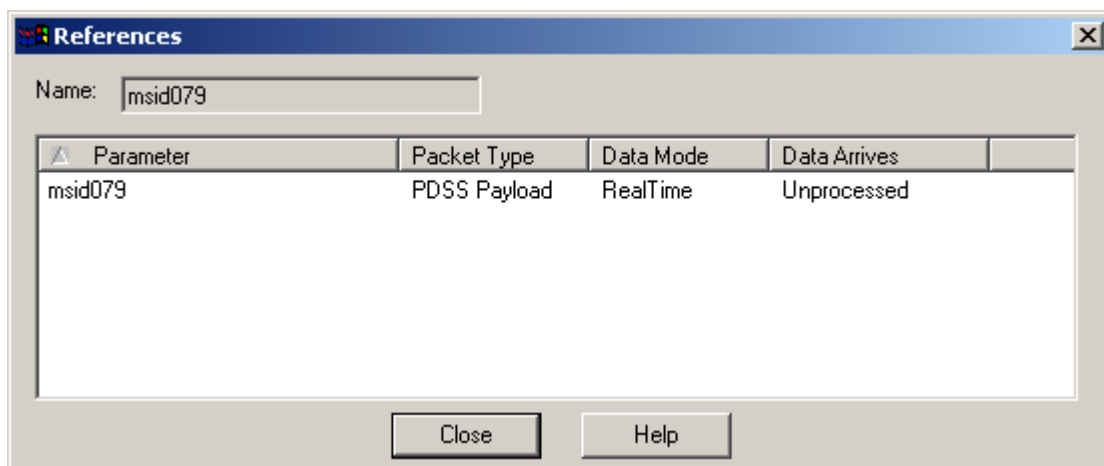 References
Name: msid079
Parameter Packet Type Data Mode Data Arrives
msid079 PDSS Payload RealTime Unprocessed
Close Help